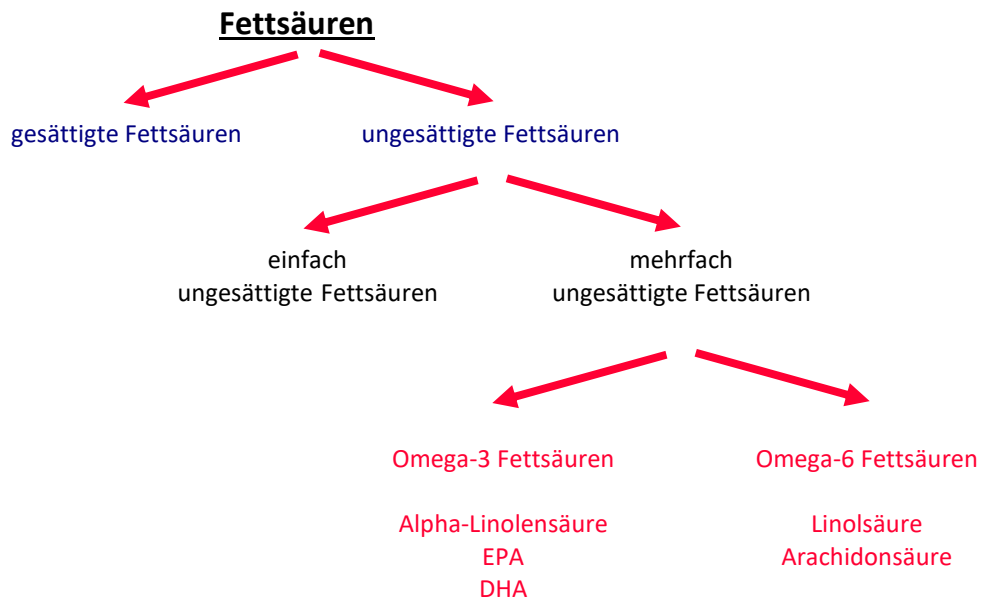 Fettsäuren
gesättigte Fettsäuren
ungesättigte Fettsäuren
einfach
ungesättigte Fettsäuren
mehrfach
ungesättigte Fettsäuren
Omega-3 Fettsäuren
Alpha-Linolensäure
EPA
DHA
Omega-6 Fettsäuren
Linolsäure
Arachidonsäure